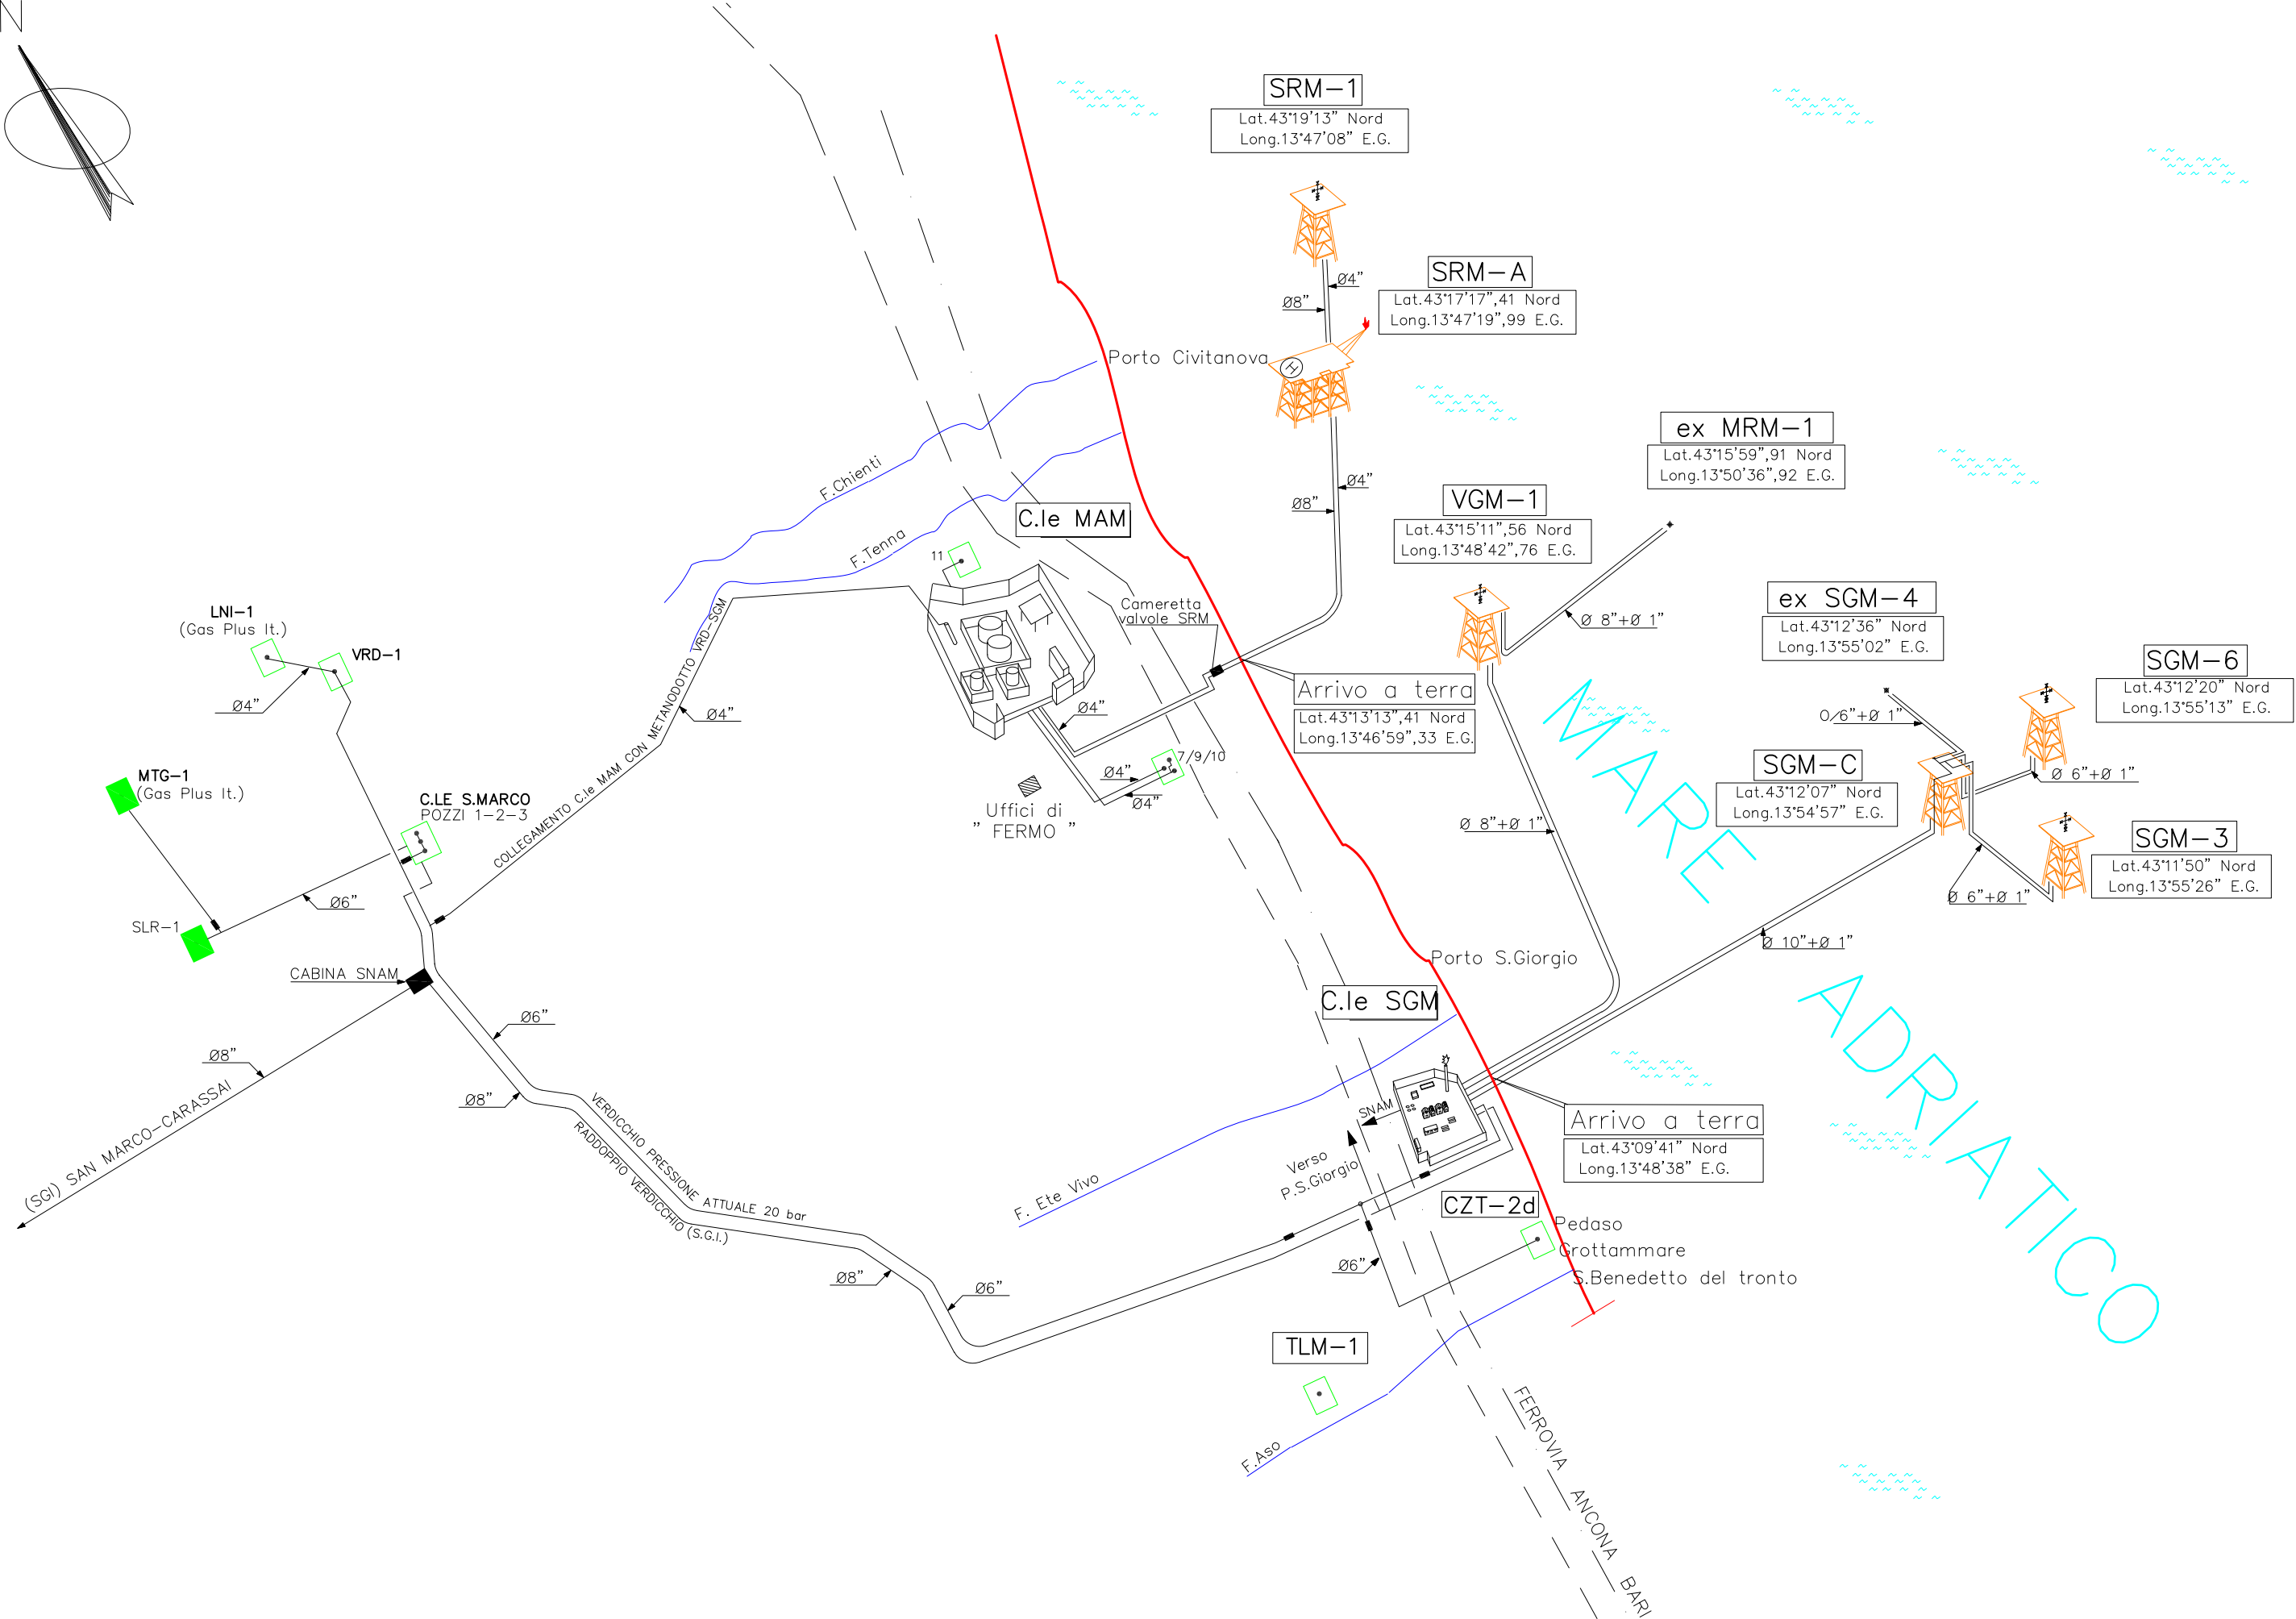 N
SRM-1
Lat.43°19'13" Nord
Long.13°47'08" E.G.
SRM-A
Lat.43°17'17",41 Nord
Long.13°47'19",99 E.G.
Ø4"
Ø8"
Porto Civitanova
H
ex MRM-1
Lat.43°15'59",91 Nord
Long.13°50'36",92 E.G.
F.Chienti
Ø4"
Ø8"
VGM-1
Lat.43°15'11",56 Nord
Long.13°48'42",76 E.G.
C.le MAM
F.Tenna
11
Cameretta
valvole SRM
Ø 8"+Ø 1"
ex SGM-4
Lat.43°12'36" Nord
Long.13°55'02" E.G.
LNI-1
(Gas Plus It.)
VRD-1
Ø4"
COLLEGAMENTO C.le MAM CON METANODOTTO VRD-SGM
Ø4"
Ø4"
Arrivo a terra
Lat.43°13'13",41 Nord
Long.13°46'59",33 E.G.
SGM-6
Lat.43°12'20" Nord
Long.13°55'13" E.G.
O/6"+Ø 1"
7/9/10
Ø4"
Ø4"
SGM-C
Lat.43°12'07" Nord
Long.13°54'57" E.G.
Ø 6"+Ø 1"
MTG-1
(Gas Plus It.)
C.LE S.MARCO
POZZI 1-2-3
Uffici di
" FERMO "
Ø 8"+Ø 1"
MARE
SGM-3
Lat.43°11'50" Nord
Long.13°55'26" E.G.
Ø 6"+Ø 1"
Ø6"
SLR-1
Ø 10"+Ø 1"
Porto S.Giorgio
CABINA SNAM
C.le SGM
Ø6"
Ø8"
ADRIATICO
(SGI) SAN MARCO-CARASSAI
Ø8"
VERDICCHIO PRESSIONE ATTUALE 20 bar
RADDOPPIO VERDICCHIO (S.G.I.)
SNAM
Arrivo a terra
Lat.43°09'41" Nord
Long.13°48'38" E.G.
Verso
P.S.Giorgio
F. Ete Vivo
CZT-2d
Pedaso
Grottammare
S.Benedetto del tronto
Ø6"
Ø8"
Ø6"
TLM-1
F.Aso
FERROVIA ANCONA BARI